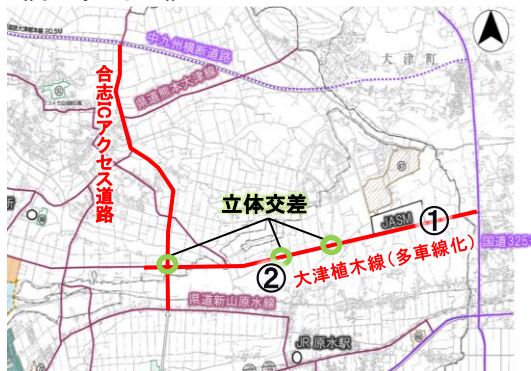 中九州横断道路
大津町
県道熊本大津線
合志ICアクセス道路
立体交差
JASM
①
国道325
②
大津植木線(多車線化)
県道新山原水線
JR 原水駅